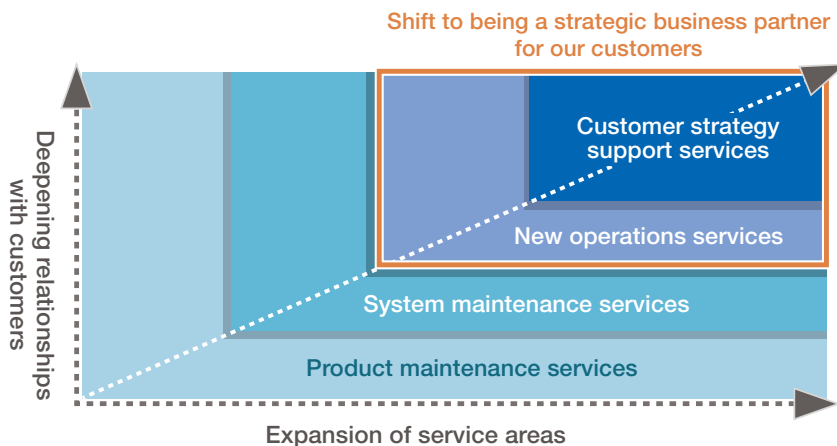 Shift to being a strategic business partner
for our customers
Deepening relationships
with customers
Customer strategy
support services
New operations services
System maintenance services
Product maintenance services
Expansion of service areas